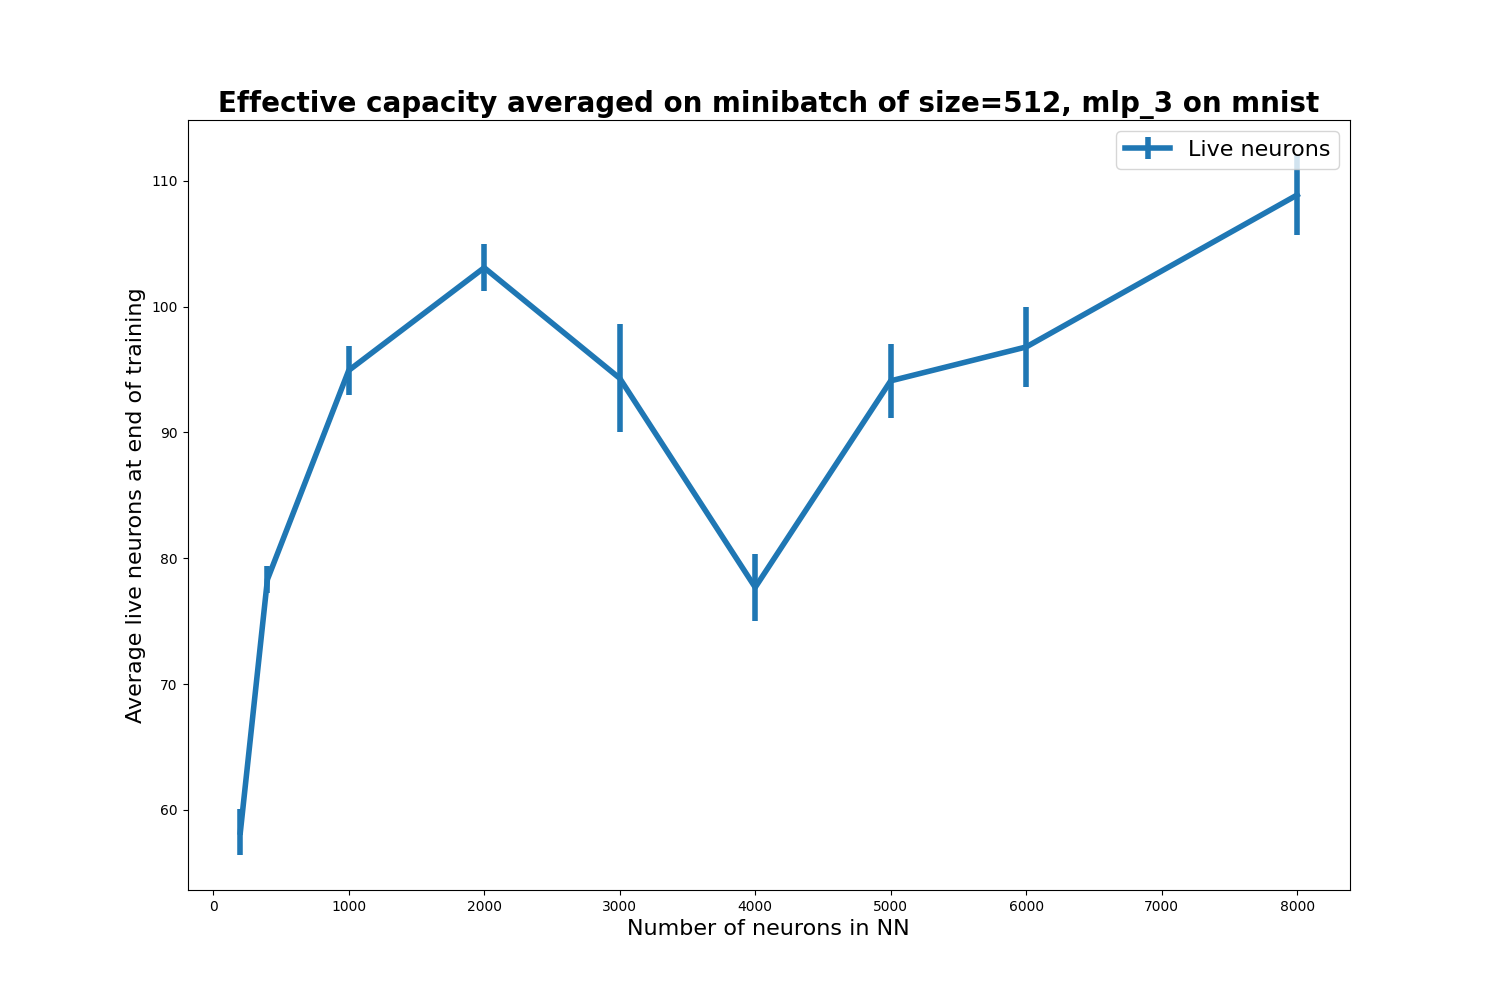 Effective capacity averaged on minibatch of size=512, mlp_3 on mnist
Live neurons
Average live neurons at end of training
110
100
90
80
70
60
0 1000 2000 3000 4000 5000 6000 7000 8000
Number of neurons in NN